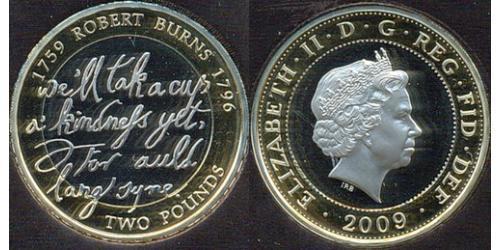 1759 ROBERT BURNS 1796
we'll tak a cup
a' kindness yet,
For auld
lang syne
TWO POUNDS
ELIZABETH · II · D · G · REG · FID · DEF
· 2009 ·
IRB